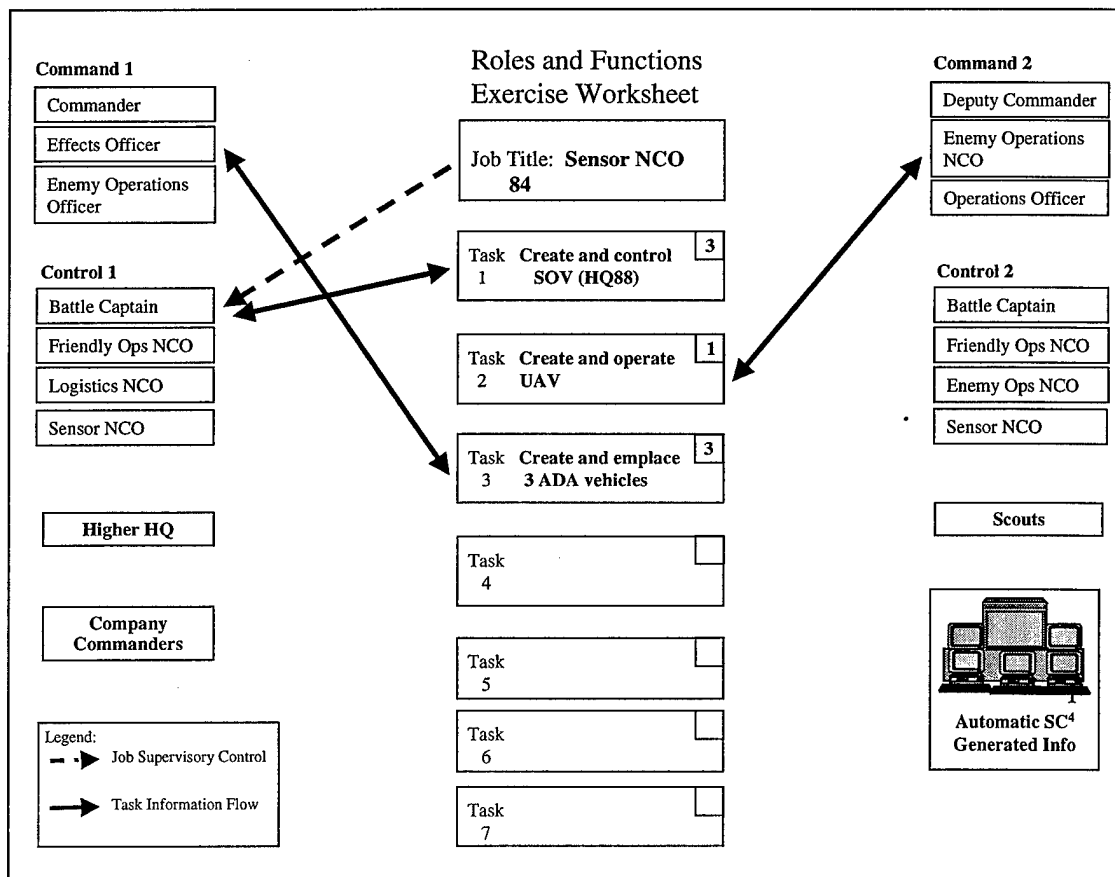 Roles and Functions
Exercise Worksheet
Command 1
Commander
Effects Officer
Enemy Operations
Officer
Control 1
Battle Captain
Friendly Ops NCO
Logistics NCO
Sensor NCO
Higher HQ
Company
Commanders
Legend:
Job Supervisory Control
Task Information Flow
Job Title: Sensor NCO
84
Task Create and control 3
1 SOV (HQ88)
Task Create and operate 1
2 UAV
Task Create and emplace 3
3 3 ADA vehicles
Task
4
Task
5
Task
6
Task
7
Command 2
Deputy Commander
Enemy Operations
NCO
Operations Officer
Control 2
Battle Captain
Friendly Ops NCO
Enemy Ops NCO
Sensor NCO
Scouts
Automatic SC⁴
Generated Info